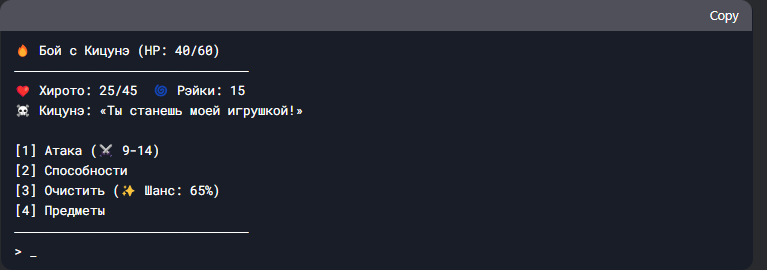 Copy
🔥 Бой с Кицунэ (HP: 40/60)
───────────────────────────────
❤️ Хирото: 25/45 🌀 Рэйки: 15
☠️ Кицунэ: «Ты станешь моей игрушкой!»
[1] Атака (⚔️ 9-14)
[2] Способности
[3] Очистить (✨ Шанс: 65%)
[4] Предметы
───────────────────────────────
> _